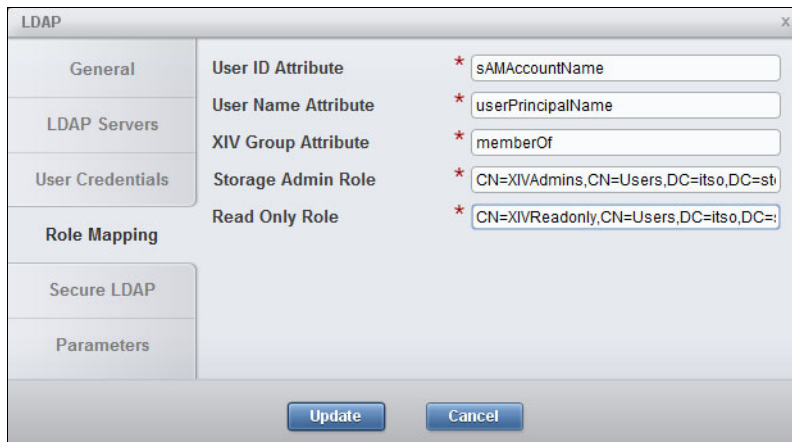 LDAP
x
General
LDAP Servers
User Credentials
Role Mapping
Secure LDAP
Parameters
User ID Attribute * sAMAccountName
User Name Attribute * userPrincipalName
XIV Group Attribute * memberOf
Storage Admin Role * CN=XIVAdmins,CN=Users,DC=itso,DC=
Read Only Role * CN=XIVReadonly,CN=Users,DC=itso,DC=
Update
Cancel